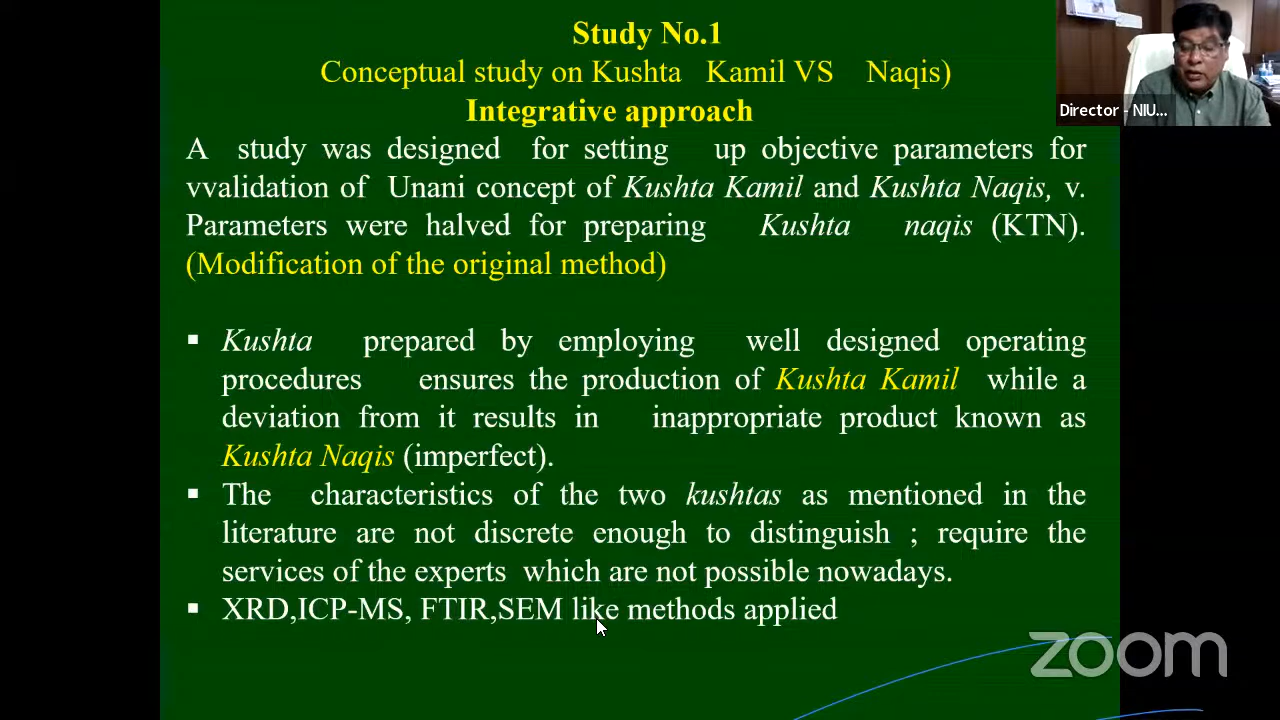 Study No.1
Conceptual study on Kushta Kamil VS Naqis)
Integrative approach
A study was designed for setting up objective parameters for
vvalidation of Unani concept of Kushta Kamil and Kushta Naqis, v.
Parameters were halved for preparing Kushta naqis (KTN).
(Modification of the original method)
▪ Kushta prepared by employing well designed operating
procedures ensures the production of Kushta Kamil while a
deviation from it results in inappropriate product known as
Kushta Naqis (imperfect).
▪ The characteristics of the two kushtas as mentioned in the
literature are not discrete enough to distinguish ; require the
services of the experts which are not possible nowadays.
▪ XRD,ICP-MS, FTIR,SEM like methods applied
Director - NIU...
zoom